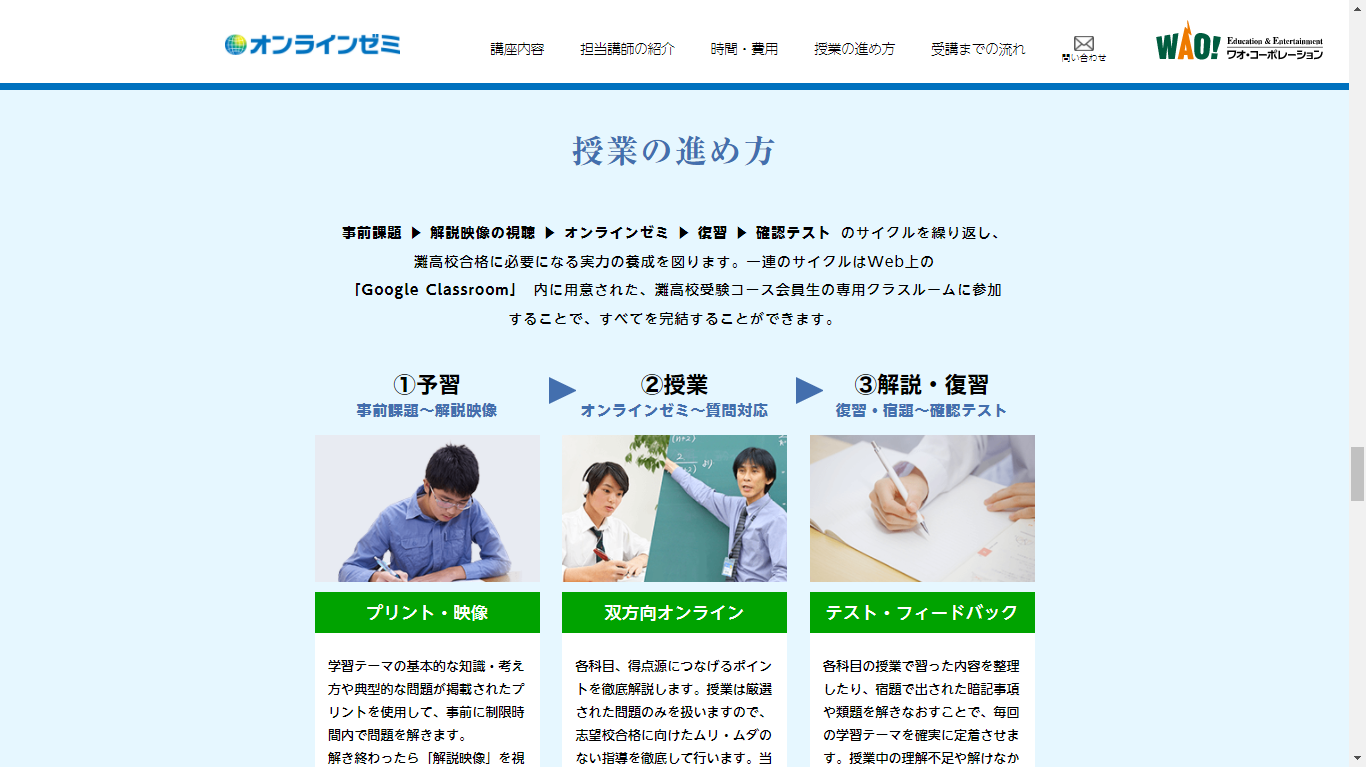 オンラインゼミ
講座内容
担当講師の紹介
時間・費用
授業の進め方
受講までの流れ
問い合わせ
WAO!
Education & Entertainment
ワオ・コーポレーション
授業の進め方
事前課題 ▶ 解説映像の視聴 ▶ オンラインゼミ ▶ 復習 ▶ 確認テスト のサイクルを繰り返し、
灘高校合格に必要になる実力の養成を図ります。一連のサイクルはWeb上の
「Google Classroom」 内に用意された、灘高校受験コース会員生の専用クラスルームに参加
することで、すべてを完結することができます。
①予習
事前課題～解説映像
プリント・映像
学習テーマの基本的な知識・考え
方や典型的な問題が掲載されたプ
リントを使用して、事前に制限時
間内で問題を解きます。
解き終わったら「解説映像」を視
②授業
オンラインゼミ～質問対応
双方向オンライン
各科目、得点源につなげるポイン
トを徹底解説します。授業は厳選
された問題のみを扱いますので、
志望校合格に向けたムリ・ムダの
ない指導を徹底して行います。当
③解説・復習
復習・宿題～確認テスト
テスト・フィードバック
各科目の授業で習った内容を整理
したり、宿題で出された暗記事項
や類題を解きなおすことで、毎回
の学習テーマを確実に定着させま
す。授業中の理解不足や解けなか